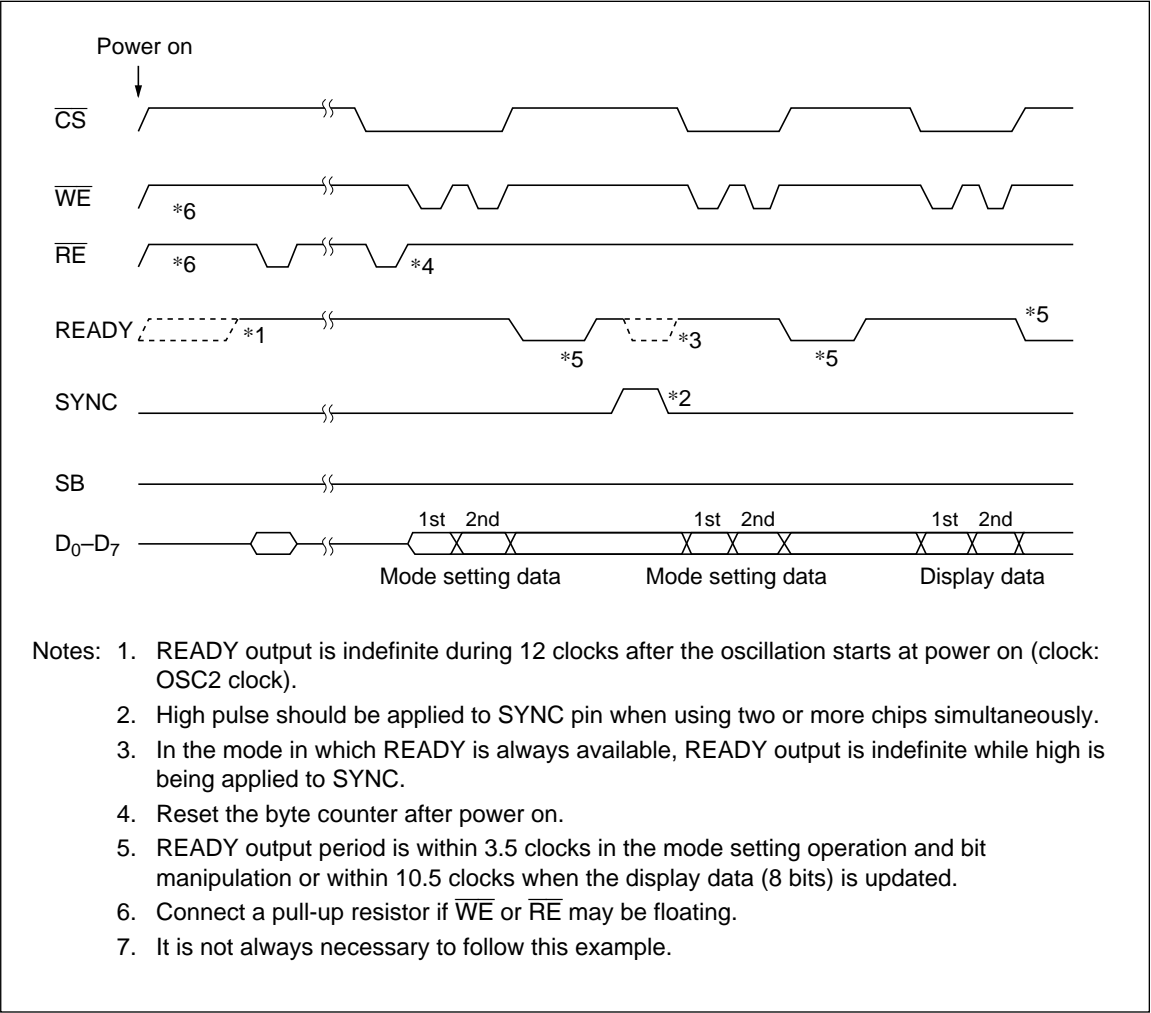 Power on
C̅S̅
W̅E̅
*6
R̅E̅
*6
*4
READY
*1
*5
*3
*5
*5
SYNC
*2
SB
1st 2nd 1st 2nd 1st 2nd
D₀–D₇
Mode setting data Mode setting data Display data
Notes: 1. READY output is indefinite during 12 clocks after the oscillation starts at power on (clock:
OSC2 clock).
2. High pulse should be applied to SYNC pin when using two or more chips simultaneously.
3. In the mode in which READY is always available, READY output is indefinite while high is
being applied to SYNC.
4. Reset the byte counter after power on.
5. READY output period is within 3.5 clocks in the mode setting operation and bit
manipulation or within 10.5 clocks when the display data (8 bits) is updated.
6. Connect a pull-up resistor if W̅E̅ or R̅E̅ may be floating.
7. It is not always necessary to follow this example.